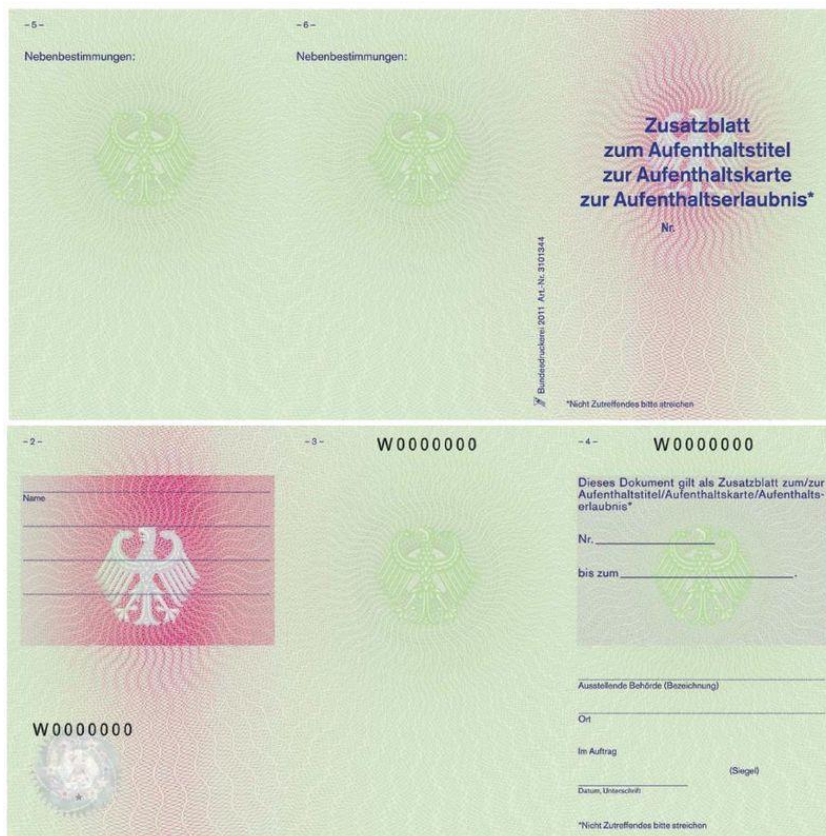 -5-
Nebenbestimmungen:
-6-
Nebenbestimmungen:
Zusatzblatt
zum Aufenthaltstitel
zur Aufenthaltskarte
zur Aufenthaltserlaubnis*
Nr.
Bundesdruckerei 2011 Art.-Nr. 3101344
*Nicht Zutreffendes bitte streichen
-2-
Name
W0000000
-3-
W0000000
-4-
W0000000
Dieses Dokument gilt als Zusatzblatt zum/zur
Aufenthaltstitel/Aufenthaltskarte/Aufenthalts-
erlaubnis*
Nr.
bis zum .
Ausstellende Behörde (Bezeichnung)
Ort
Im Auftrag
(Siegel)
Datum, Unterschrift
*Nicht Zutreffendes bitte streichen